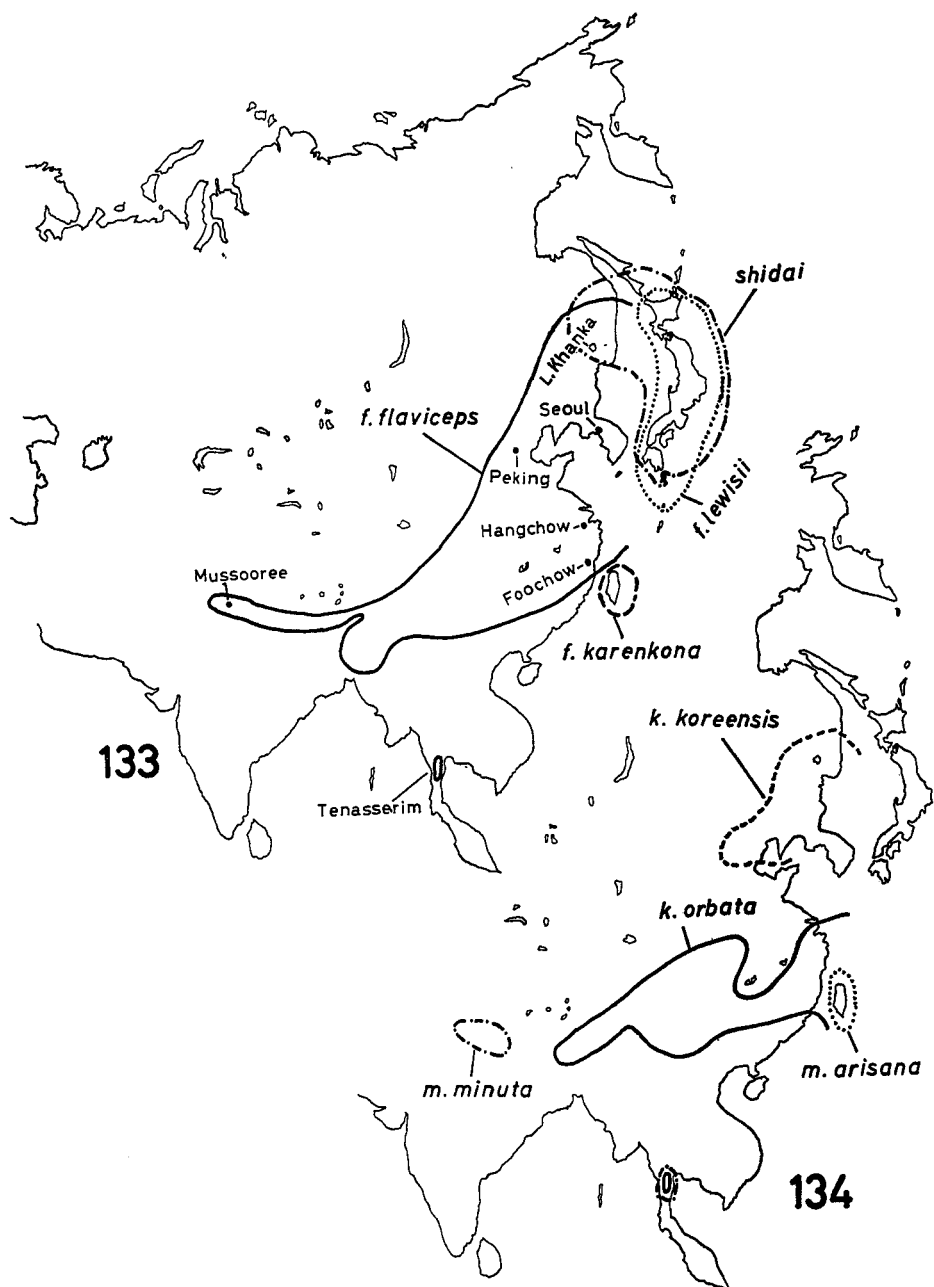 shidai
L. Khanka
f. flaviceps
Seoul
Peking
f. lewisii
Hangchow
Mussooree
Foochow
f. karenkona
133
k. koreensis
Tenasserim
k. orbata
m. minuta
m. arisana
134